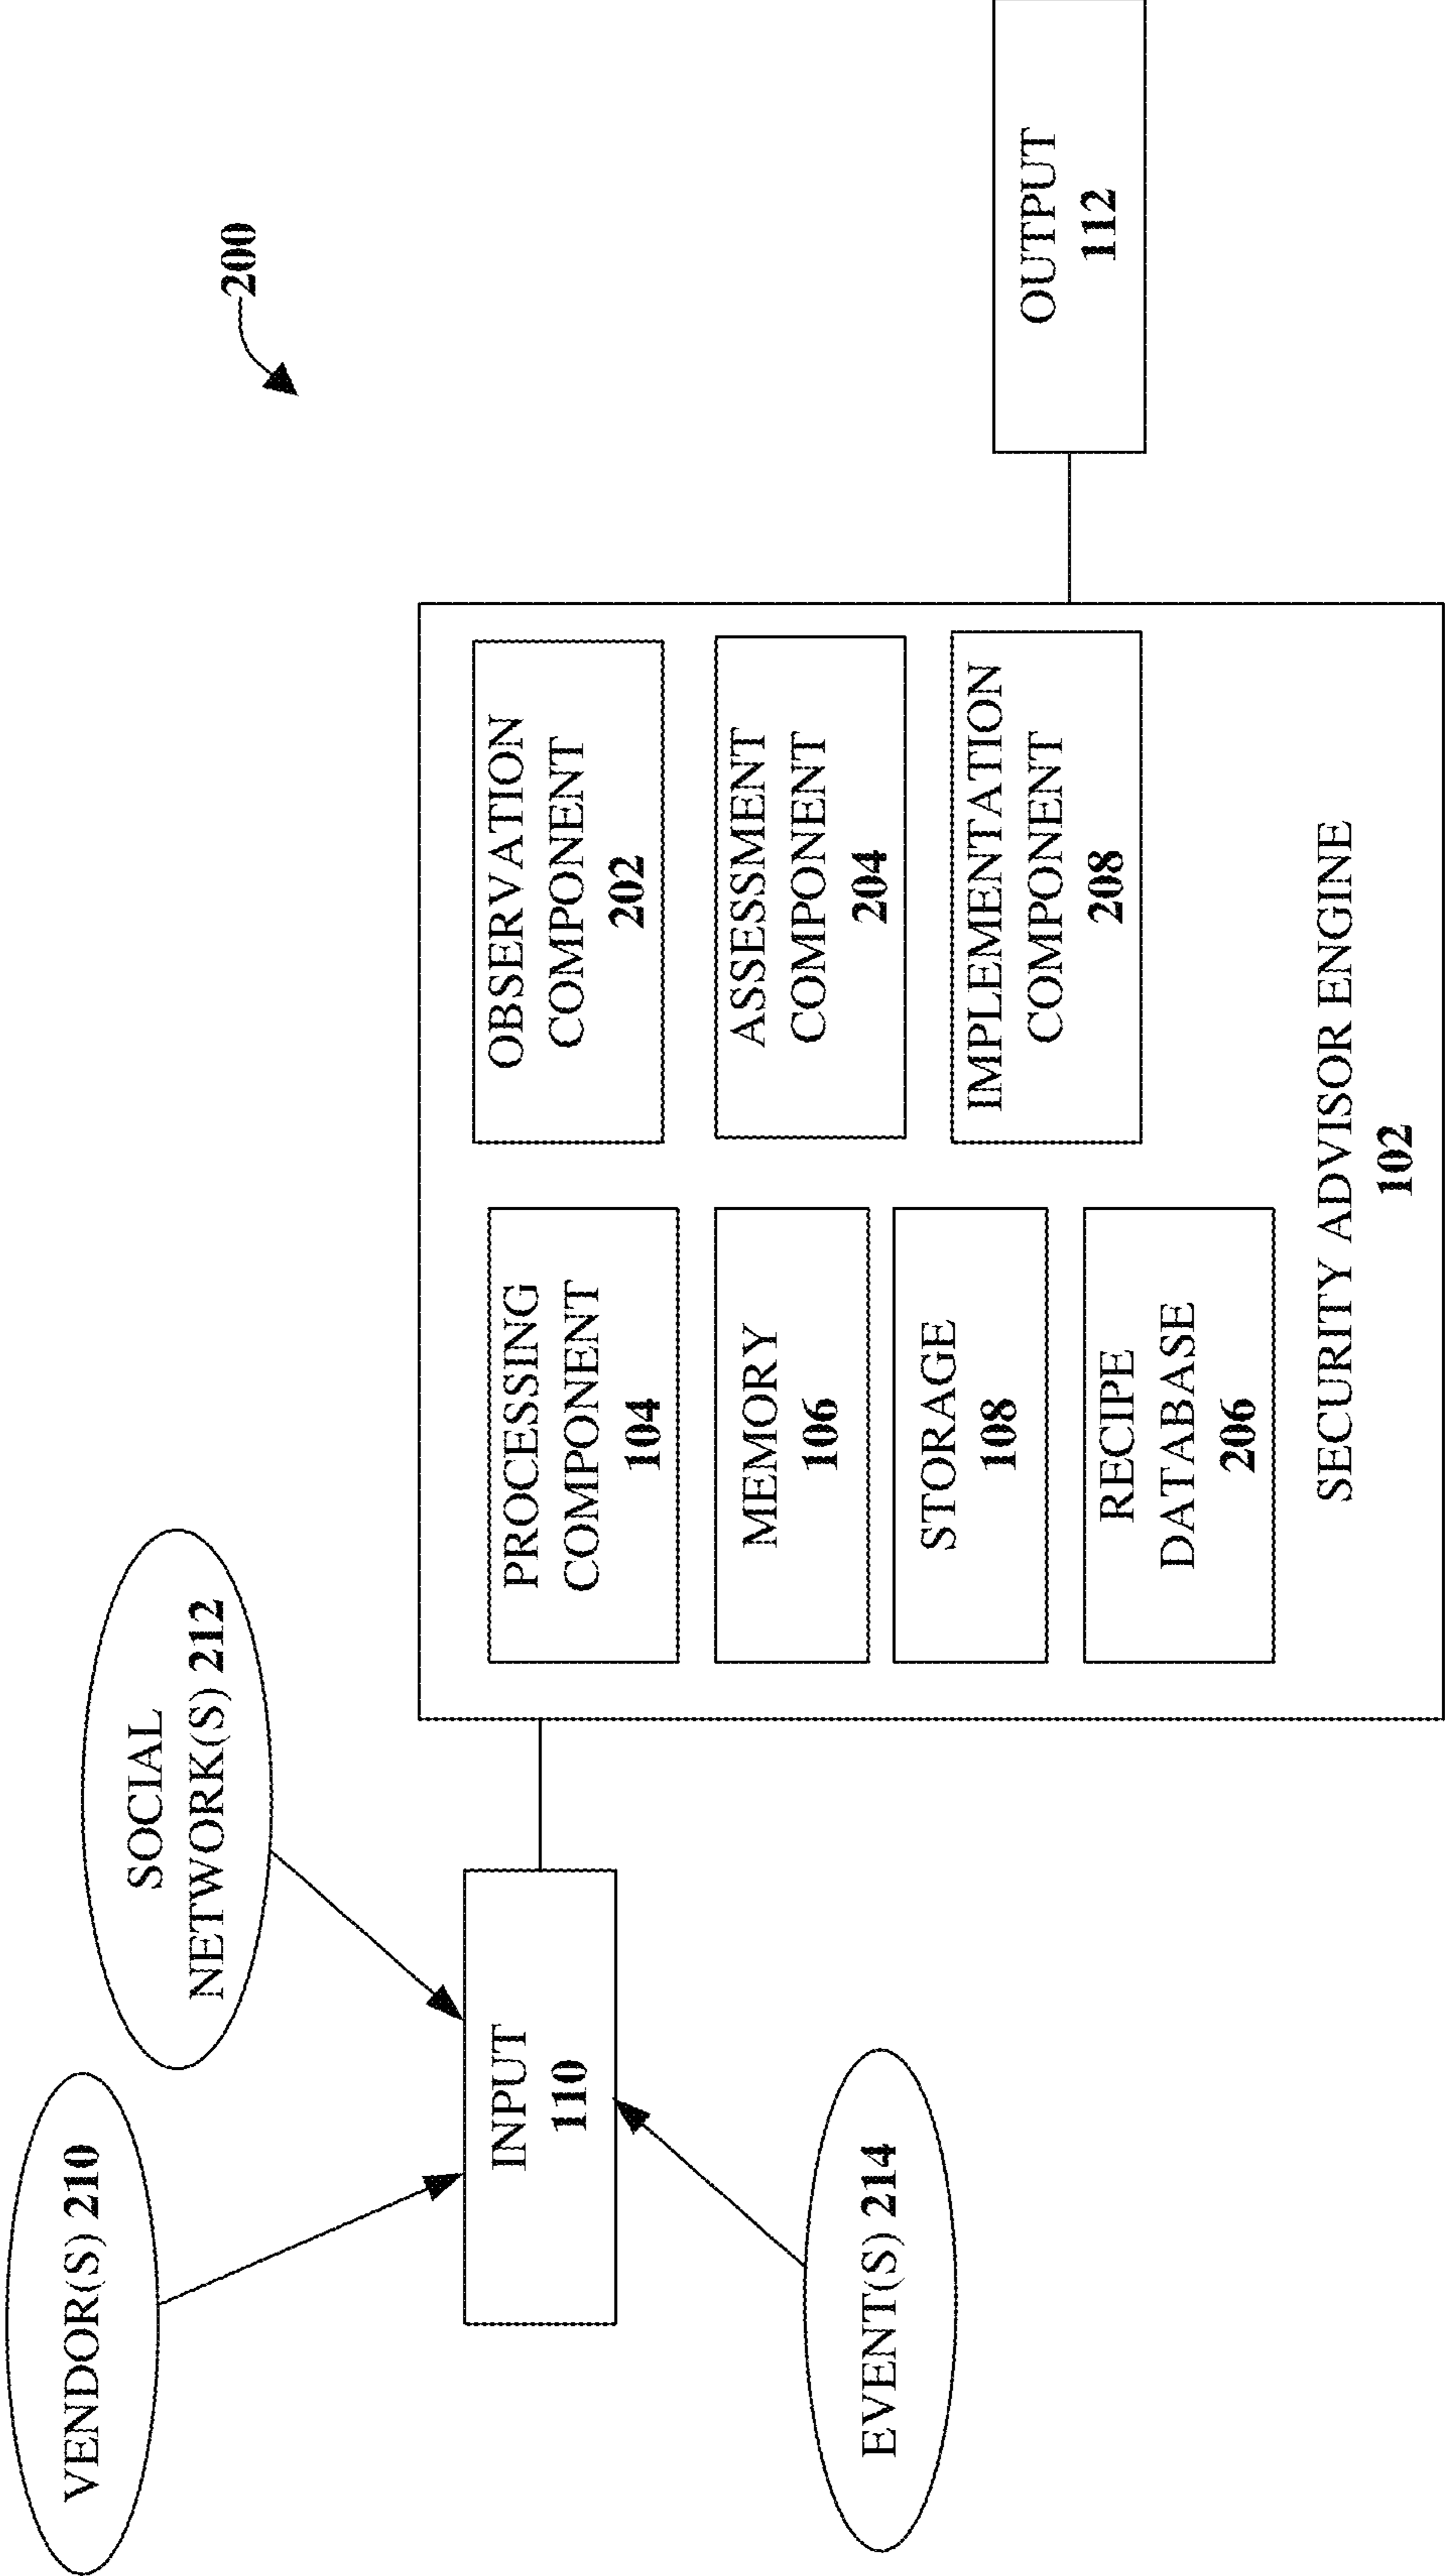 200
VENDOR(S) 210
SOCIAL
NETWORK(S) 212
INPUT
110
EVENT(S) 214
PROCESSING
COMPONENT
104
MEMORY
106
STORAGE
108
RECIPE
DATABASE
206
OBSERVATION
COMPONENT
202
ASSESSMENT
COMPONENT
204
IMPLEMENTATION
COMPONENT
208
SECURITY ADVISOR ENGINE
102
OUTPUT
112